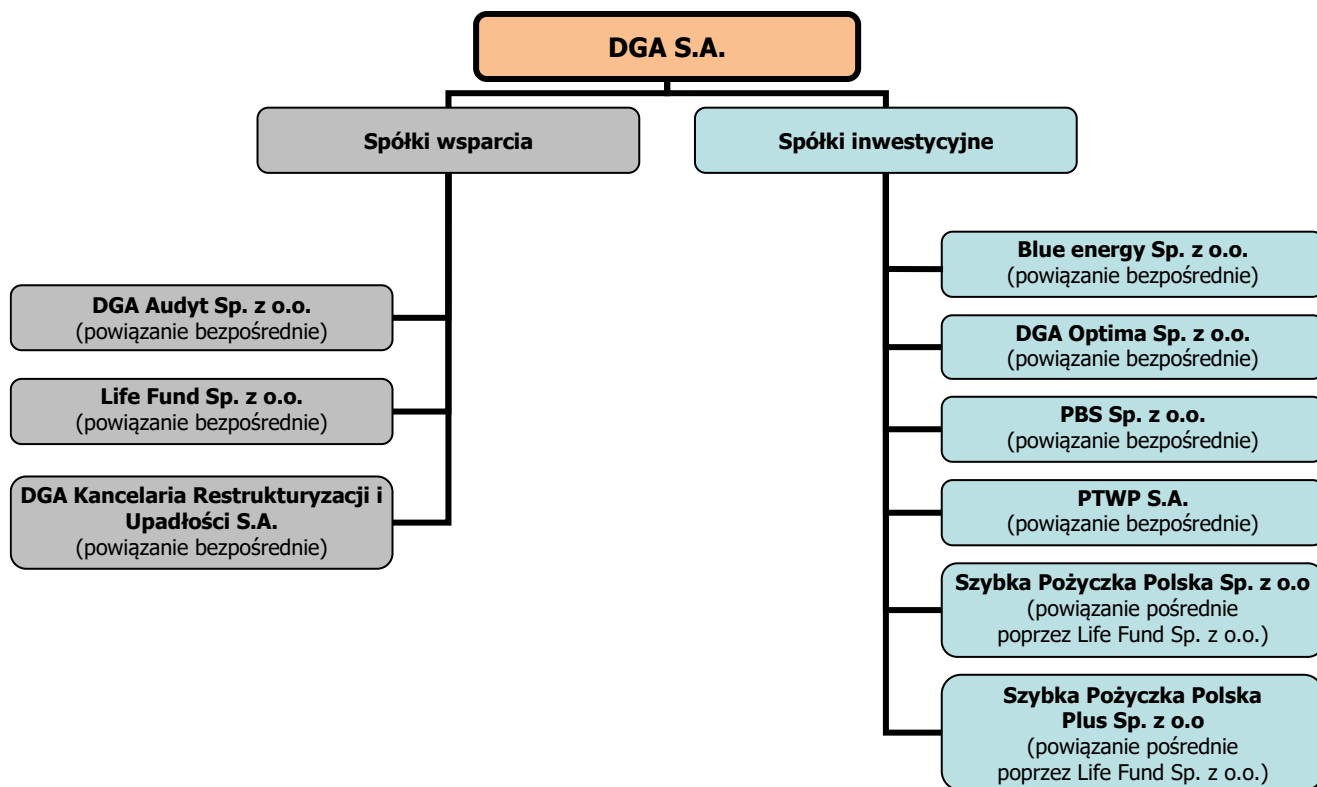 DGA S.A.
Spółki wsparcia
Spółki inwestycyjne
DGA Audyt Sp. z o.o.
(powiązanie bezpośrednie)
Life Fund Sp. z o.o.
(powiązanie bezpośrednie)
DGA Kancelaria Restrukturyzacji i
Upadłości S.A.
(powiązanie bezpośrednie)
Blue energy Sp. z o.o.
(powiązanie bezpośrednie)
DGA Optima Sp. z o.o.
(powiązanie bezpośrednie)
PBS Sp. z o.o.
(powiązanie bezpośrednie)
PTWP S.A.
(powiązanie bezpośrednie)
Szybka Pożyczka Polska Sp. z o.o
(powiązanie pośrednie
poprzez Life Fund Sp. z o.o.)
Szybka Pożyczka Polska
Plus Sp. z o.o
(powiązanie pośrednie
poprzez Life Fund Sp. z o.o.)